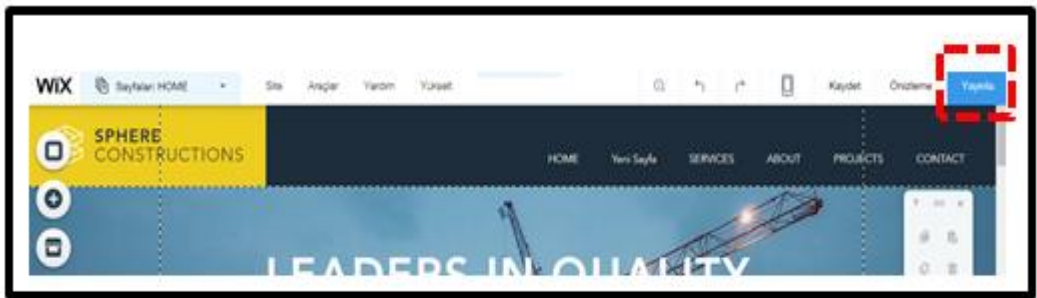 WiX Sayfalar: HOME Site Araçlar Yardım Yükselt Kaydet Önizleme Yayınla
SPHERE
CONSTRUCTIONS
HOME Yeni Sayfa SERVICES ABOUT PROJECTS CONTACT
LEADERS IN QUALITY